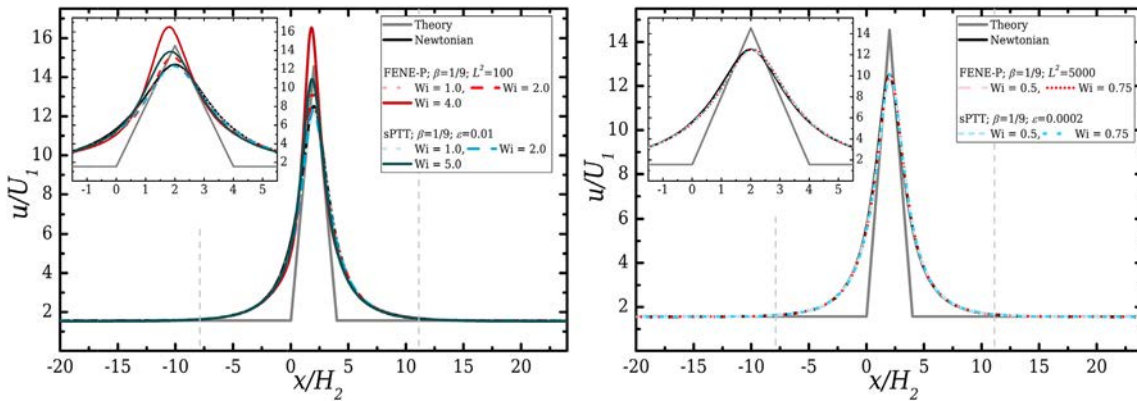 16
14
12
10
8
6
4
2
u/U₁
-20 -15 -10 -5 0 5 10 15 20
x/H₂
16
14
12
10
8
6
4
2
-1 0 1 2 3 4 5
Theory
Newtonian
FENE-P; β=1/9; L²=100
Wi = 1.0, Wi = 2.0
Wi = 4.0
sPTT; β=1/9; ε=0.01
Wi = 1.0, Wi = 2.0
Wi = 5.0
14
12
10
8
6
4
2
0
u/U₁
-20 -15 -10 -5 0 5 10 15 20
x/H₂
14
12
10
8
6
4
2
-1 0 1 2 3 4 5
Theory
Newtonian
FENE-P; β=1/9; L²=5000
Wi = 0.5, Wi = 0.75
sPTT; β=1/9; ε=0.0002
Wi = 0.5, Wi = 0.75